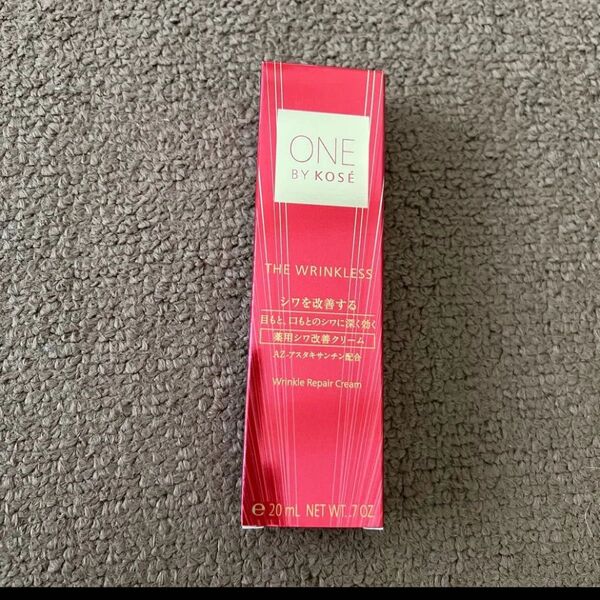 ONE
BY KOSÉ
THE WRINKLESS
シワを改善する
目もと、口もとのシワに深く効く
薬用シワ改善クリーム
AZ-アスタキサンチン配合
Wrinkle Repair Cream
℮ 20 mL NET WT. .7 OZ.